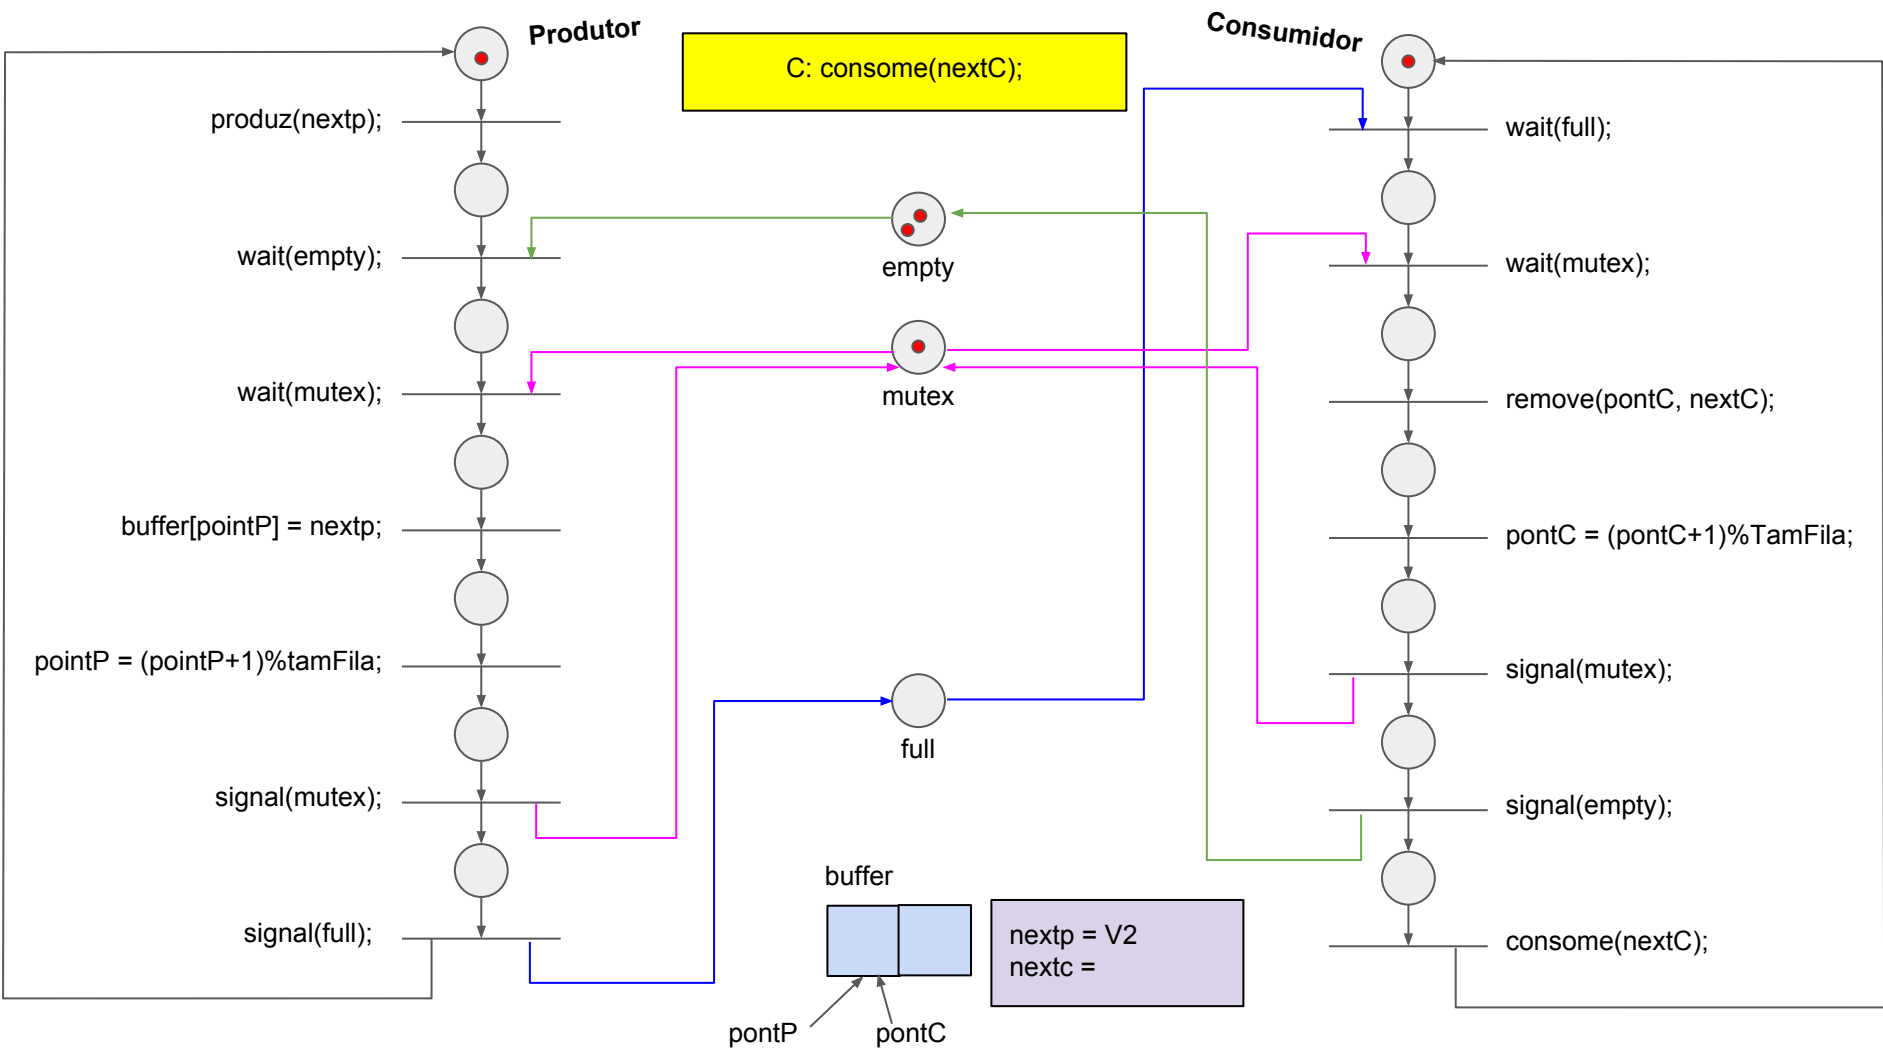 Produtor
Consumidor
C: consome(nextC);
produz(nextp);
wait(full);
wait(empty);
empty
wait(mutex);
wait(mutex);
mutex
remove(pontC, nextC);
buffer[pointP] = nextp;
pontC = (pontC+1)%TamFila;
pointP = (pointP+1)%tamFila;
signal(mutex);
full
signal(mutex);
signal(empty);
buffer
signal(full);
nextp = V2
nextc =
consome(nextC);
pontP
pontC